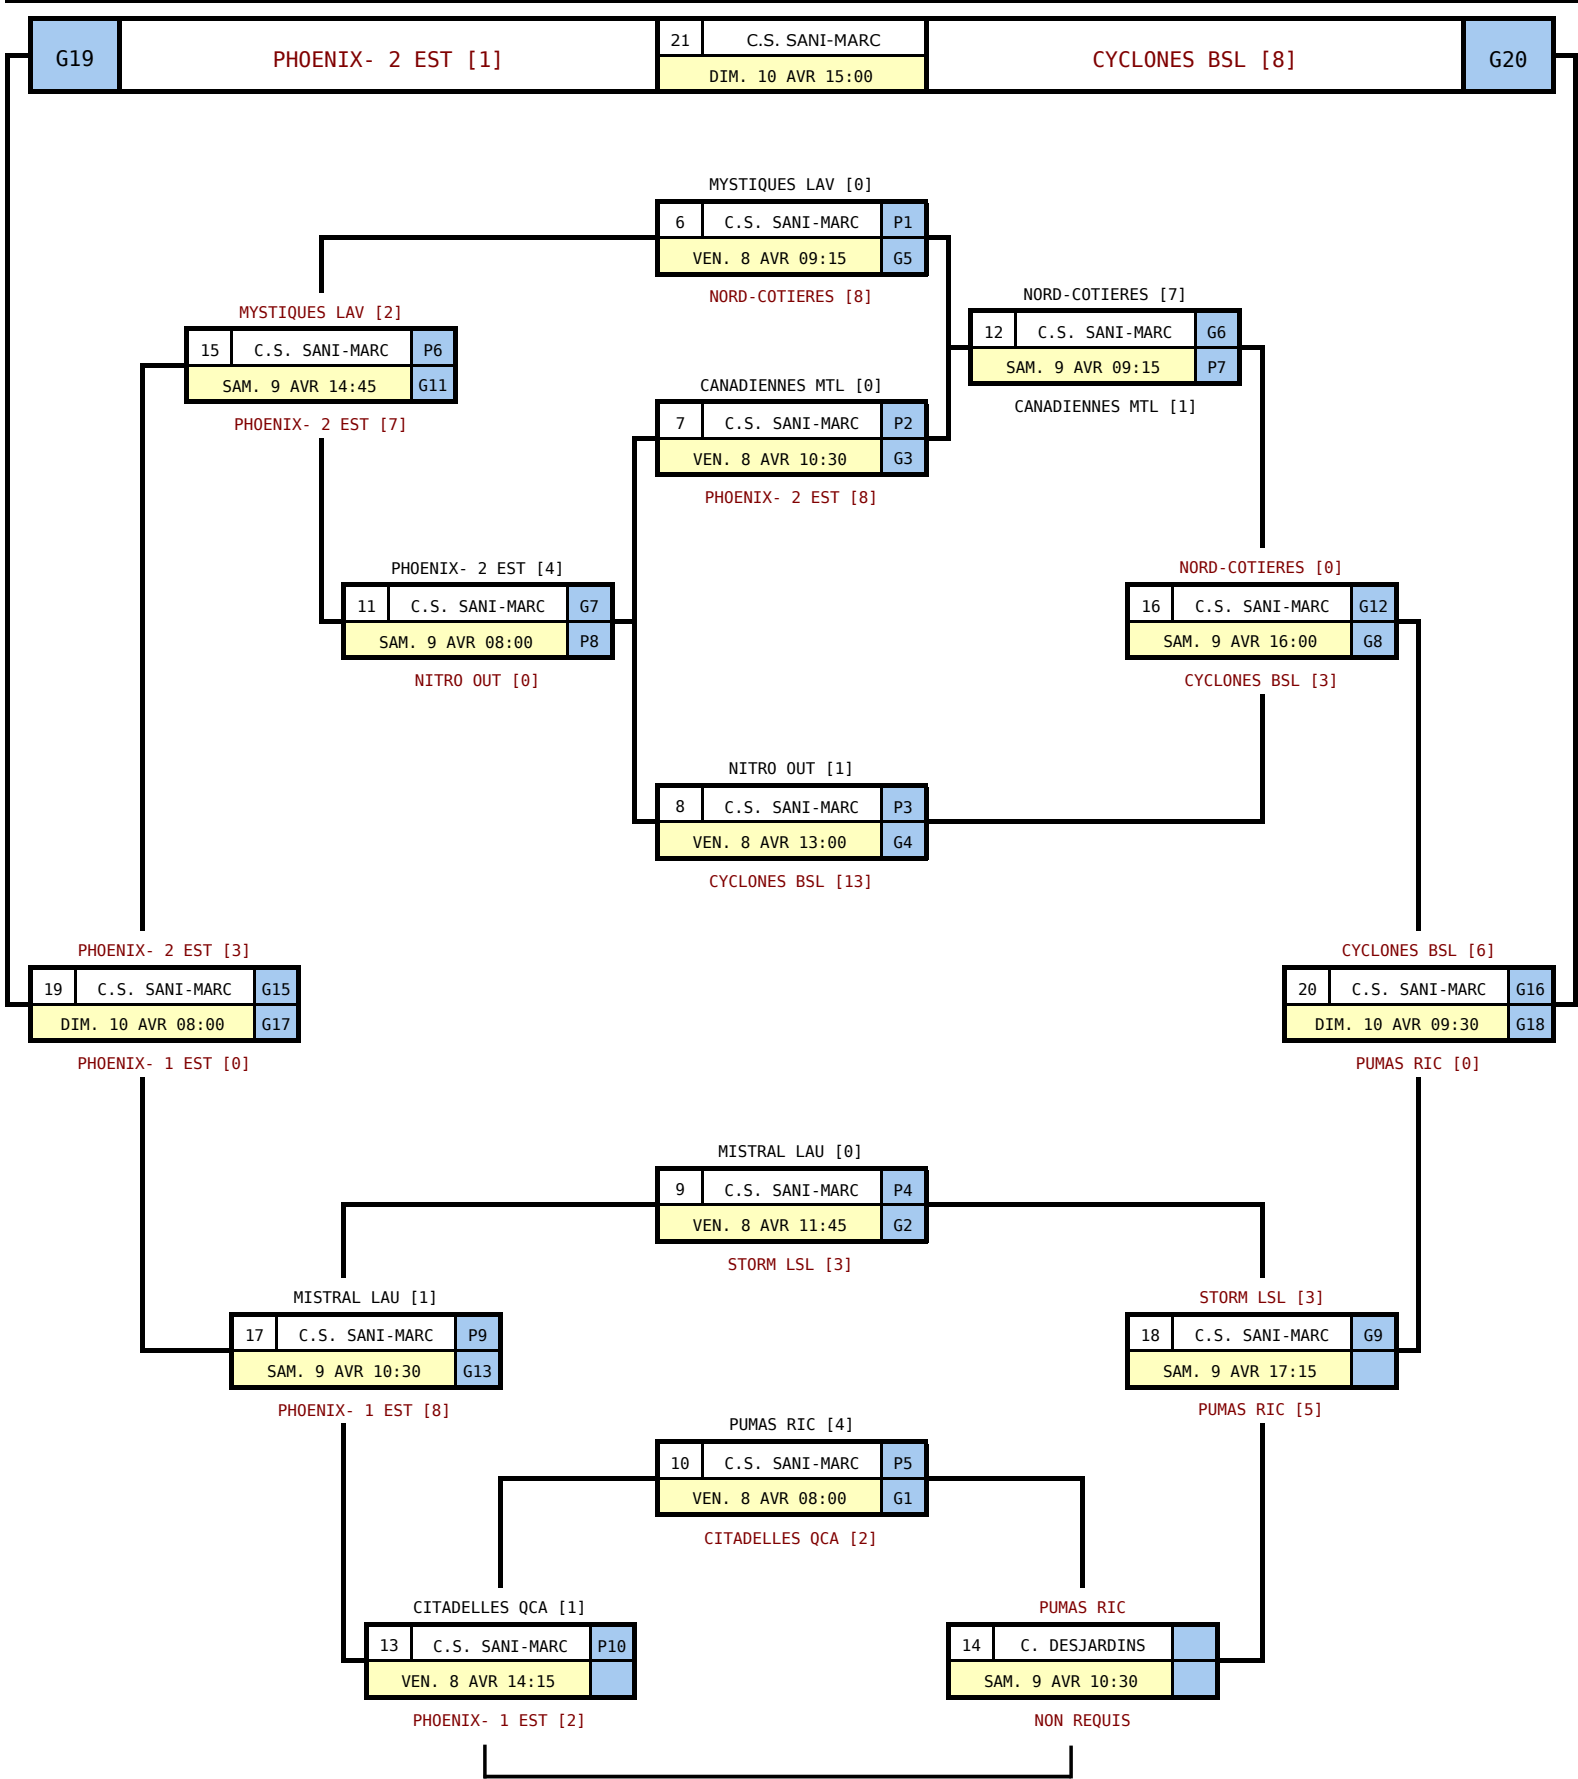 G19
PHOENIX- 2 EST [1]
21 C.S. SANI-MARC
DIM. 10 AVR 15:00
CYCLONES BSL [8]
G20
MYSTIQUES LAV [0]
6 C.S. SANI-MARC P1
VEN. 8 AVR 09:15 G5
NORD-COTIERES [8]
NORD-COTIERES [7]
12 C.S. SANI-MARC G6
SAM. 9 AVR 09:15 P7
CANADIENNES MTL [1]
MYSTIQUES LAV [2]
15 C.S. SANI-MARC P6
SAM. 9 AVR 14:45 G11
PHOENIX- 2 EST [7]
CANADIENNES MTL [0]
7 C.S. SANI-MARC P2
VEN. 8 AVR 10:30 G3
PHOENIX- 2 EST [8]
PHOENIX- 2 EST [4]
11 C.S. SANI-MARC G7
SAM. 9 AVR 08:00 P8
NITRO OUT [0]
NORD-COTIERES [0]
16 C.S. SANI-MARC G12
SAM. 9 AVR 16:00 G8
CYCLONES BSL [3]
NITRO OUT [1]
8 C.S. SANI-MARC P3
VEN. 8 AVR 13:00 G4
CYCLONES BSL [13]
PHOENIX- 2 EST [3]
19 C.S. SANI-MARC G15
DIM. 10 AVR 08:00 G17
PHOENIX- 1 EST [0]
CYCLONES BSL [6]
20 C.S. SANI-MARC G16
DIM. 10 AVR 09:30 G18
PUMAS RIC [0]
MISTRAL LAU [0]
9 C.S. SANI-MARC P4
VEN. 8 AVR 11:45 G2
STORM LSL [3]
MISTRAL LAU [1]
17 C.S. SANI-MARC P9
SAM. 9 AVR 10:30 G13
PHOENIX- 1 EST [8]
STORM LSL [3]
18 C.S. SANI-MARC G9
SAM. 9 AVR 17:15
PUMAS RIC [5]
PUMAS RIC [4]
10 C.S. SANI-MARC P5
VEN. 8 AVR 08:00 G1
CITADELLES QCA [2]
CITADELLES QCA [1]
13 C.S. SANI-MARC P10
VEN. 8 AVR 14:15
PHOENIX- 1 EST [2]
PUMAS RIC
14 C. DESJARDINS
SAM. 9 AVR 10:30
NON REQUIS